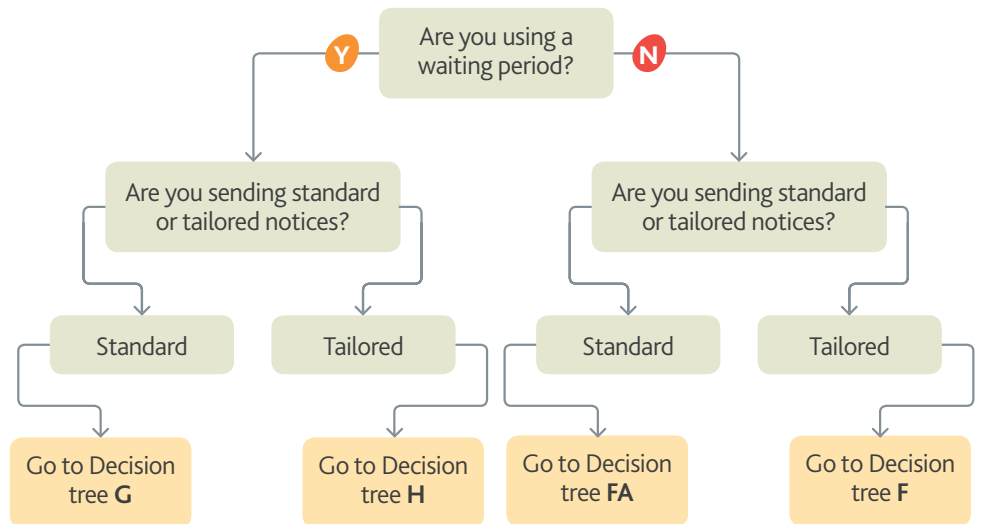 Are you using a
waiting period?
Y
N
Are you sending standard
or tailored notices?
Are you sending standard
or tailored notices?
Standard
Tailored
Standard
Tailored
Go to Decision
tree G
Go to Decision
tree H
Go to Decision
tree FA
Go to Decision
tree F